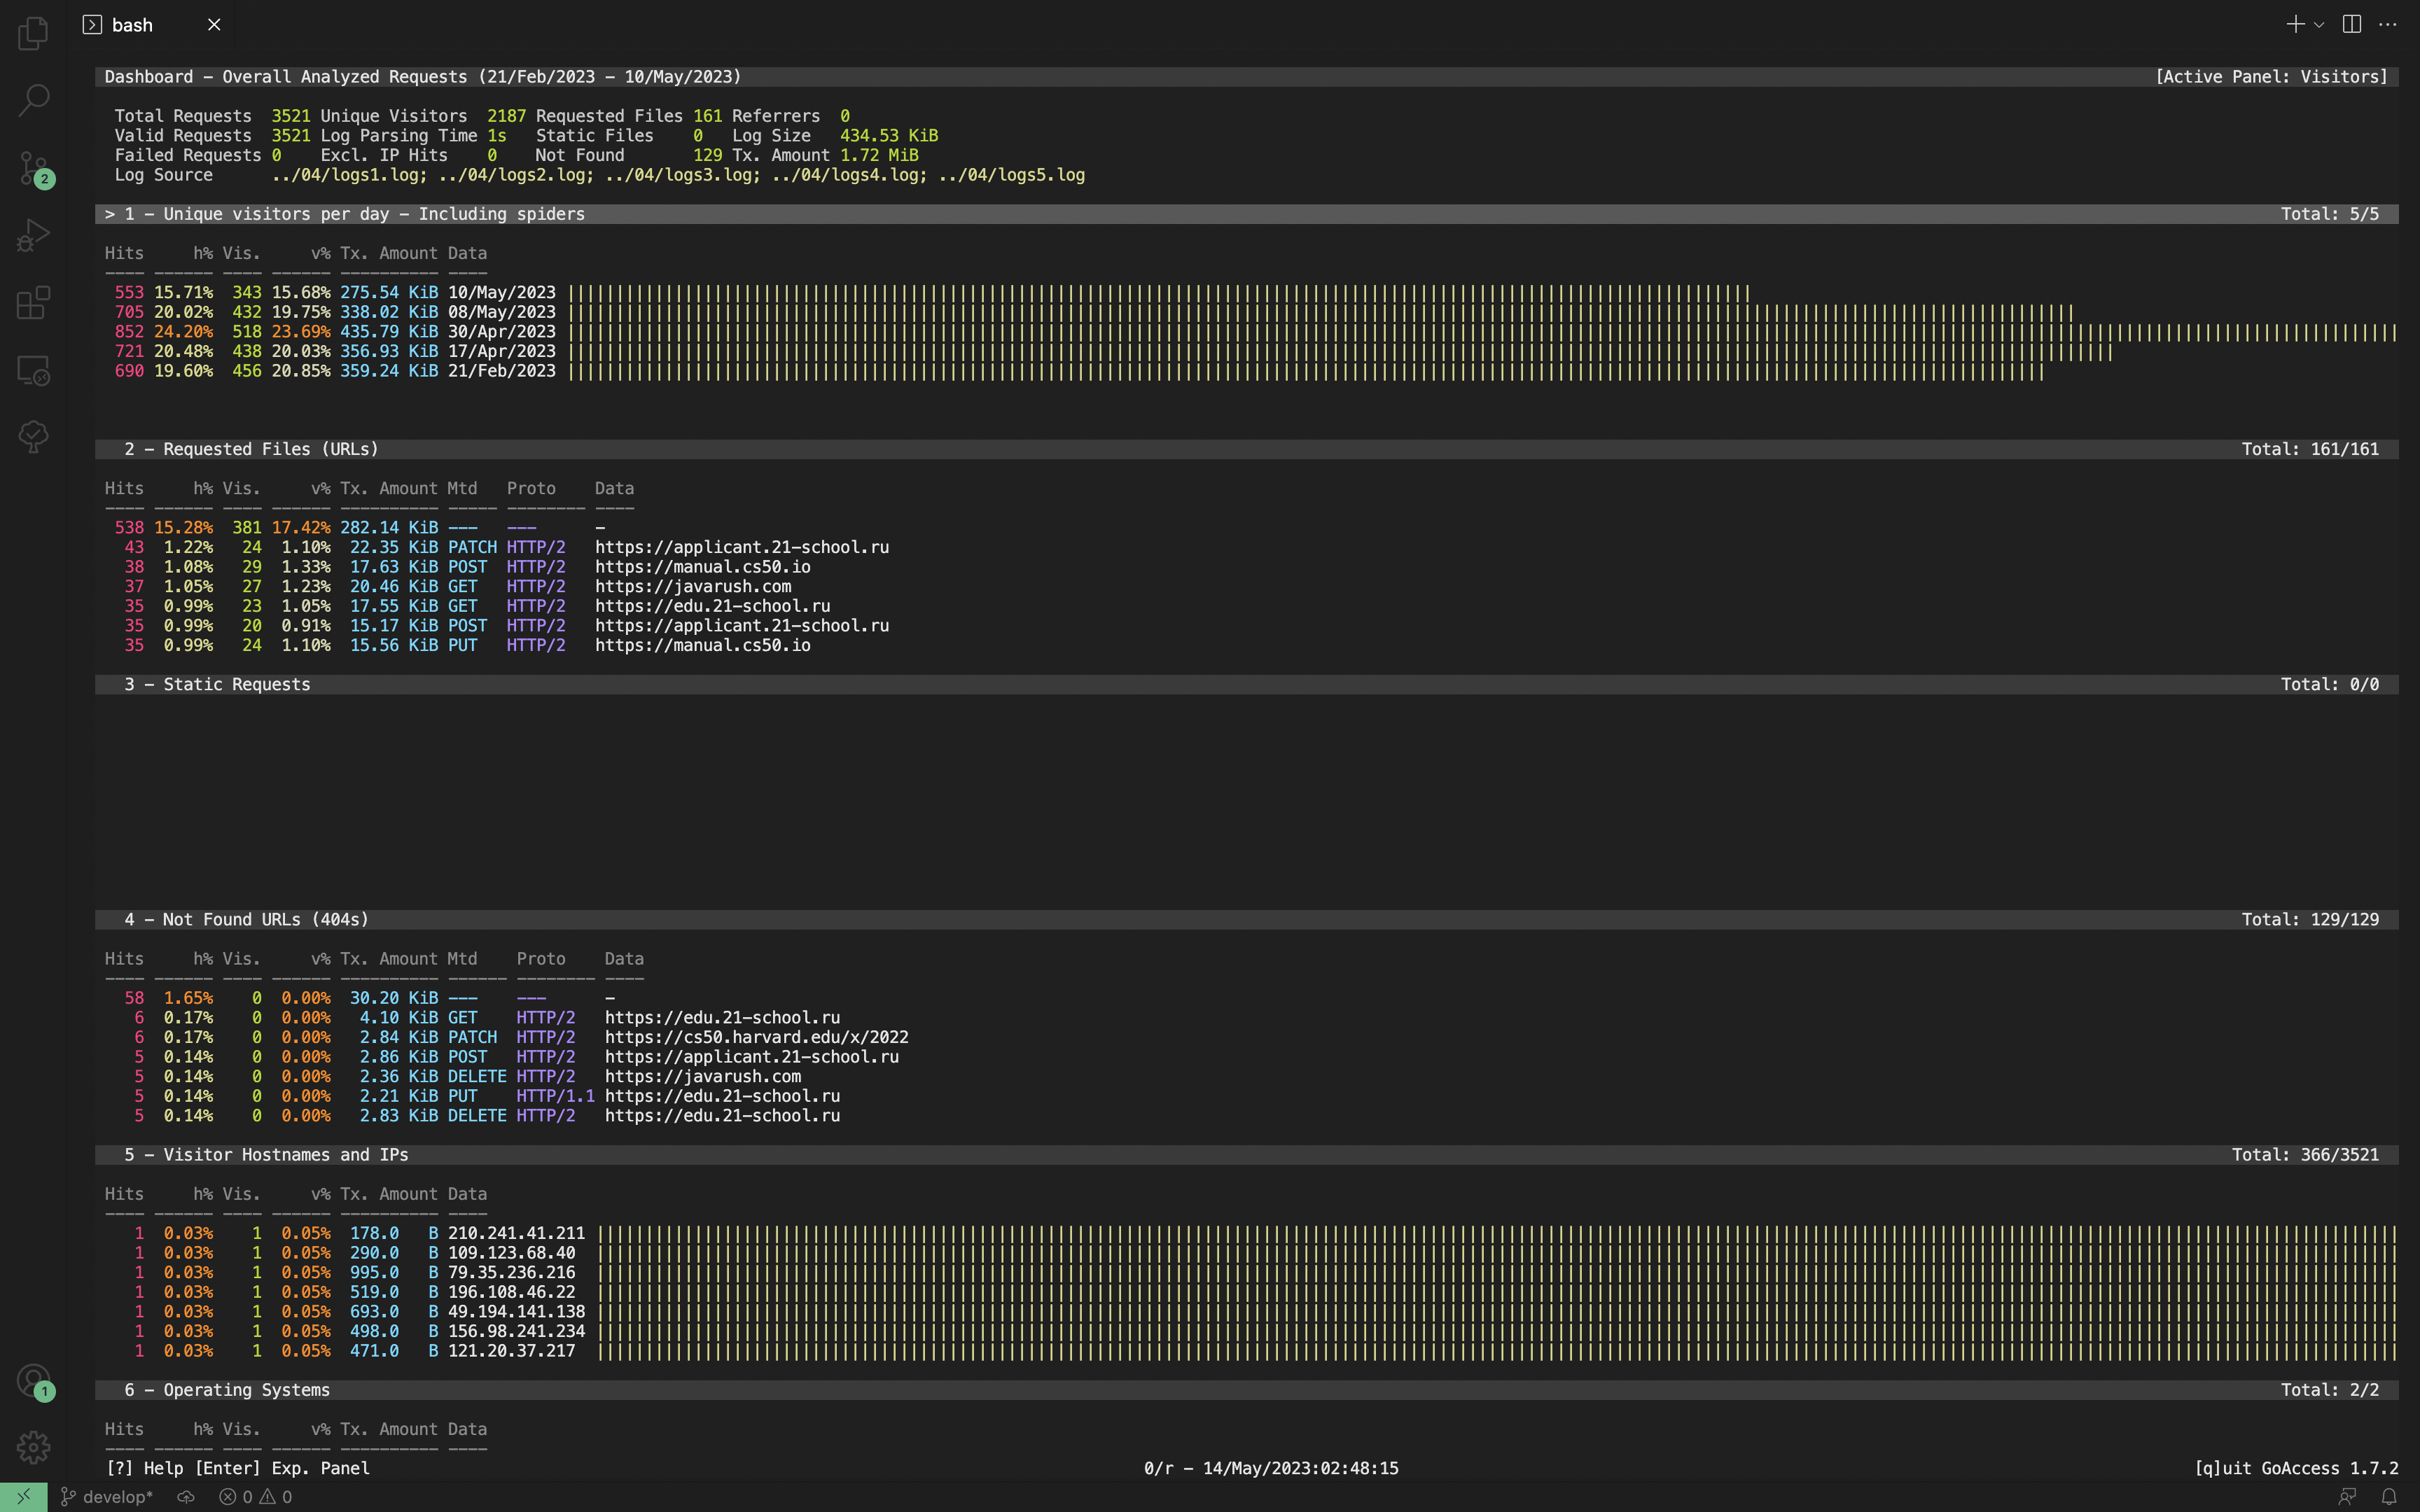 bash
Dashboard - Overall Analyzed Requests (21/Feb/2023 - 10/May/2023) [Active Panel: Visitors]
Total Requests 3521 Unique Visitors 2187 Requested Files 161 Referrers 0
Valid Requests 3521 Log Parsing Time 1s Static Files 0 Log Size 434.53 KiB
Failed Requests 0 Excl. IP Hits 0 Not Found 129 Tx. Amount 1.72 MiB
Log Source ../04/logs1.log; ../04/logs2.log; ../04/logs3.log; ../04/logs4.log; ../04/logs5.log
> 1 - Unique visitors per day - Including spiders Total: 5/5
Hits h% Vis. v% Tx. Amount Data
553 15.71% 343 15.68% 275.54 KiB 10/May/2023
705 20.02% 432 19.75% 338.02 KiB 08/May/2023
852 24.20% 518 23.69% 435.79 KiB 30/Apr/2023
721 20.48% 438 20.03% 356.93 KiB 17/Apr/2023
690 19.60% 456 20.85% 359.24 KiB 21/Feb/2023
2 - Requested Files (URLs) Total: 161/161
Hits h% Vis. v% Tx. Amount Mtd Proto Data
538 15.28% 381 17.42% 282.14 KiB --- --- -
43 1.22% 24 1.10% 22.35 KiB PATCH HTTP/2 https://applicant.21-school.ru
38 1.08% 29 1.33% 17.63 KiB POST HTTP/2 https://manual.cs50.io
37 1.05% 27 1.23% 20.46 KiB GET HTTP/2 https://javarush.com
35 0.99% 23 1.05% 17.55 KiB GET HTTP/2 https://edu.21-school.ru
35 0.99% 20 0.91% 15.17 KiB POST HTTP/2 https://applicant.21-school.ru
35 0.99% 24 1.10% 15.56 KiB PUT HTTP/2 https://manual.cs50.io
3 - Static Requests Total: 0/0
4 - Not Found URLs (404s) Total: 129/129
Hits h% Vis. v% Tx. Amount Mtd Proto Data
58 1.65% 0 0.00% 30.20 KiB --- --- -
6 0.17% 0 0.00% 4.10 KiB GET HTTP/2 https://edu.21-school.ru
6 0.17% 0 0.00% 2.84 KiB PATCH HTTP/2 https://cs50.harvard.edu/x/2022
5 0.14% 0 0.00% 2.86 KiB POST HTTP/2 https://applicant.21-school.ru
5 0.14% 0 0.00% 2.36 KiB DELETE HTTP/2 https://javarush.com
5 0.14% 0 0.00% 2.21 KiB PUT HTTP/1.1 https://edu.21-school.ru
5 0.14% 0 0.00% 2.83 KiB DELETE HTTP/2 https://edu.21-school.ru
5 - Visitor Hostnames and IPs Total: 366/3521
Hits h% Vis. v% Tx. Amount Data
1 0.03% 1 0.05% 178.0 B 210.241.41.211
1 0.03% 1 0.05% 290.0 B 109.123.68.40
1 0.03% 1 0.05% 995.0 B 79.35.236.216
1 0.03% 1 0.05% 519.0 B 196.108.46.22
1 0.03% 1 0.05% 693.0 B 49.194.141.138
1 0.03% 1 0.05% 498.0 B 156.98.241.234
1 0.03% 1 0.05% 471.0 B 121.20.37.217
6 - Operating Systems Total: 2/2
Hits h% Vis. v% Tx. Amount Data
[?] Help [Enter] Exp. Panel 0/r - 14/May/2023:02:48:15 [q]uit GoAccess 1.7.2
2
1
develop* 0 0